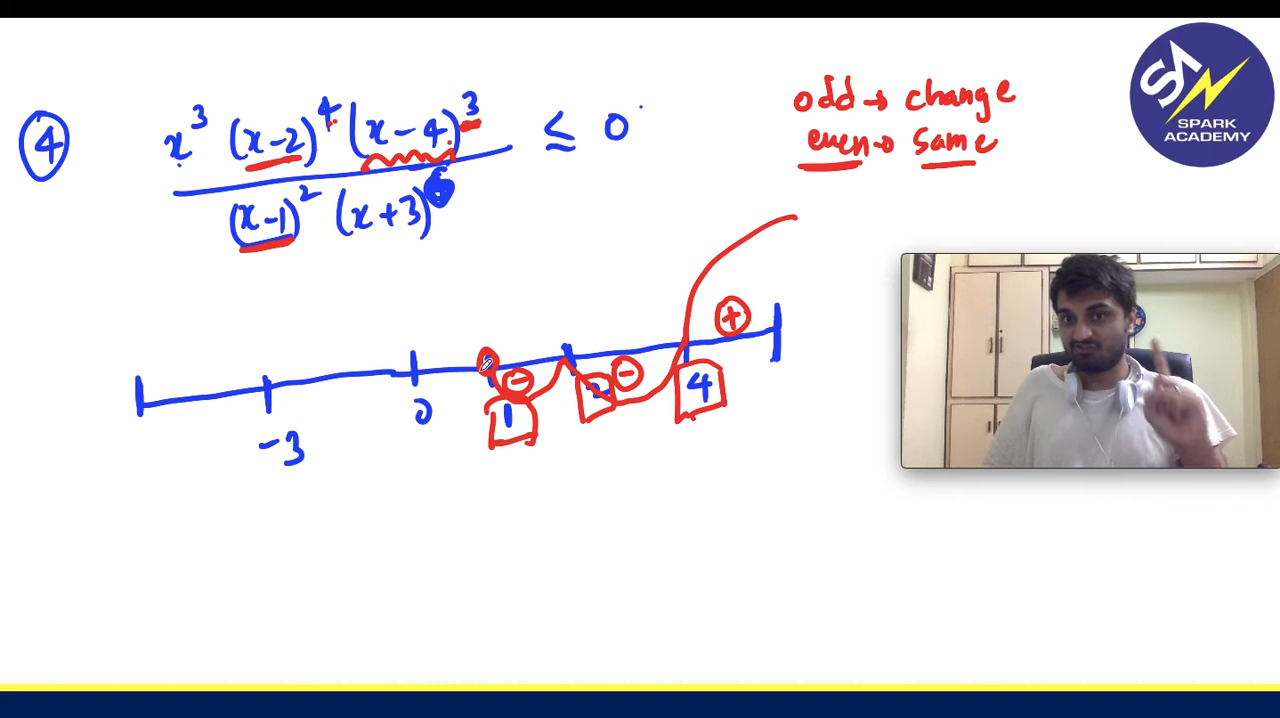 ④ x³ (x-2)⁴ (x-4)³ ≤ 0
(x-1)² (x+3)
odd → change
even → same
SPARK
ACADEMY
+
- -
-3 0 1 4